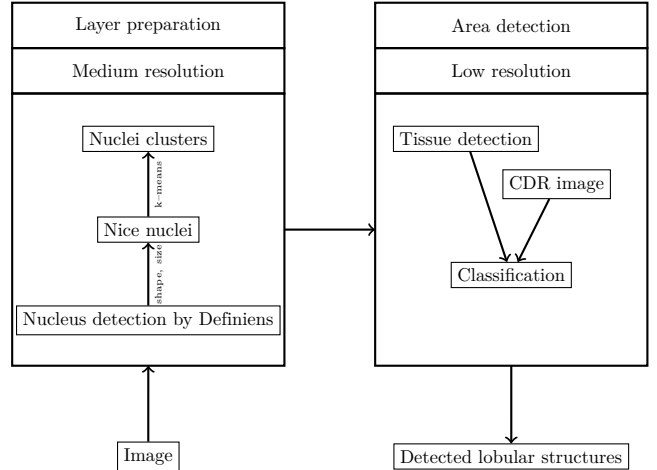 Layer preparation
Medium resolution
Nuclei clusters
k-means
Nice nuclei
shape, size
Nucleus detection by Definiens
Image
Area detection
Low resolution
Tissue detection
CDR image
Classification
Detected lobular structures